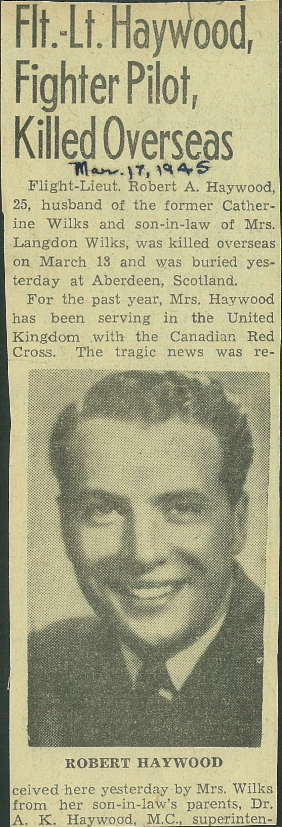 Flt.-Lt. Haywood,
Fighter Pilot,
Killed Overseas
Mar. 17, 1945
Flight-Lieut. Robert A. Haywood,
25, husband of the former Cather-
ine Wilks and son-in-law of Mrs.
Langdon Wilks, was killed overseas
on March 13 and was buried yes-
terday at Aberdeen, Scotland.
For the past year, Mrs. Haywood
has been serving in the United
Kingdom with the Canadian Red
Cross. The tragic news was re-
ROBERT HAYWOOD
ceived here yesterday by Mrs. Wilks
from her son-in-law's parents, Dr.
A. K. Haywood, M.C., superinten-